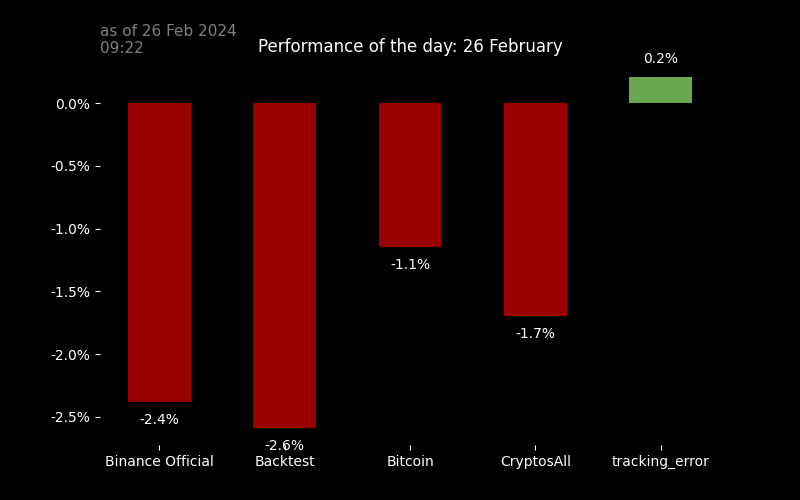 as of 26 Feb 2024
09:22
Performance of the day: 26 February
0.2%
0.0%
-0.5%
-1.0%
-1.1%
-1.5%
-1.7%
-2.0%
-2.4%
-2.5%
-2.6%
Binance Official
Backtest
Bitcoin
CryptosAll
tracking_error